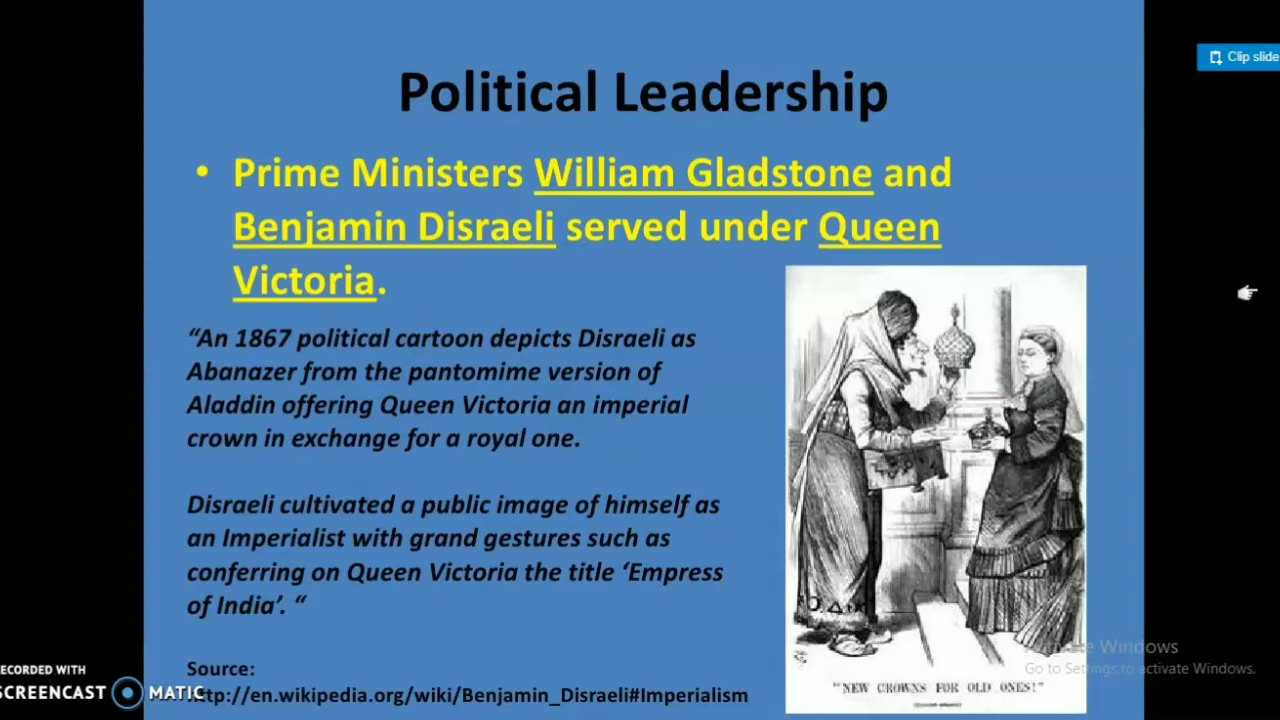 Clip slide
Political Leadership
• Prime Ministers William Gladstone and
Benjamin Disraeli served under Queen
Victoria.
“An 1867 political cartoon depicts Disraeli as
Abanazer from the pantomime version of
Aladdin offering Queen Victoria an imperial
crown in exchange for a royal one.
Disraeli cultivated a public image of himself as
an Imperialist with grand gestures such as
conferring on Queen Victoria the title ‘Empress
of India’. “
Source:
http://en.wikipedia.org/wiki/Benjamin_Disraeli#Imperialism
"NEW CROWNS FOR OLD ONES!"
Activate Windows
Go to Settings to activate Windows.
ECORDED WITH
SCREENCAST MATIC